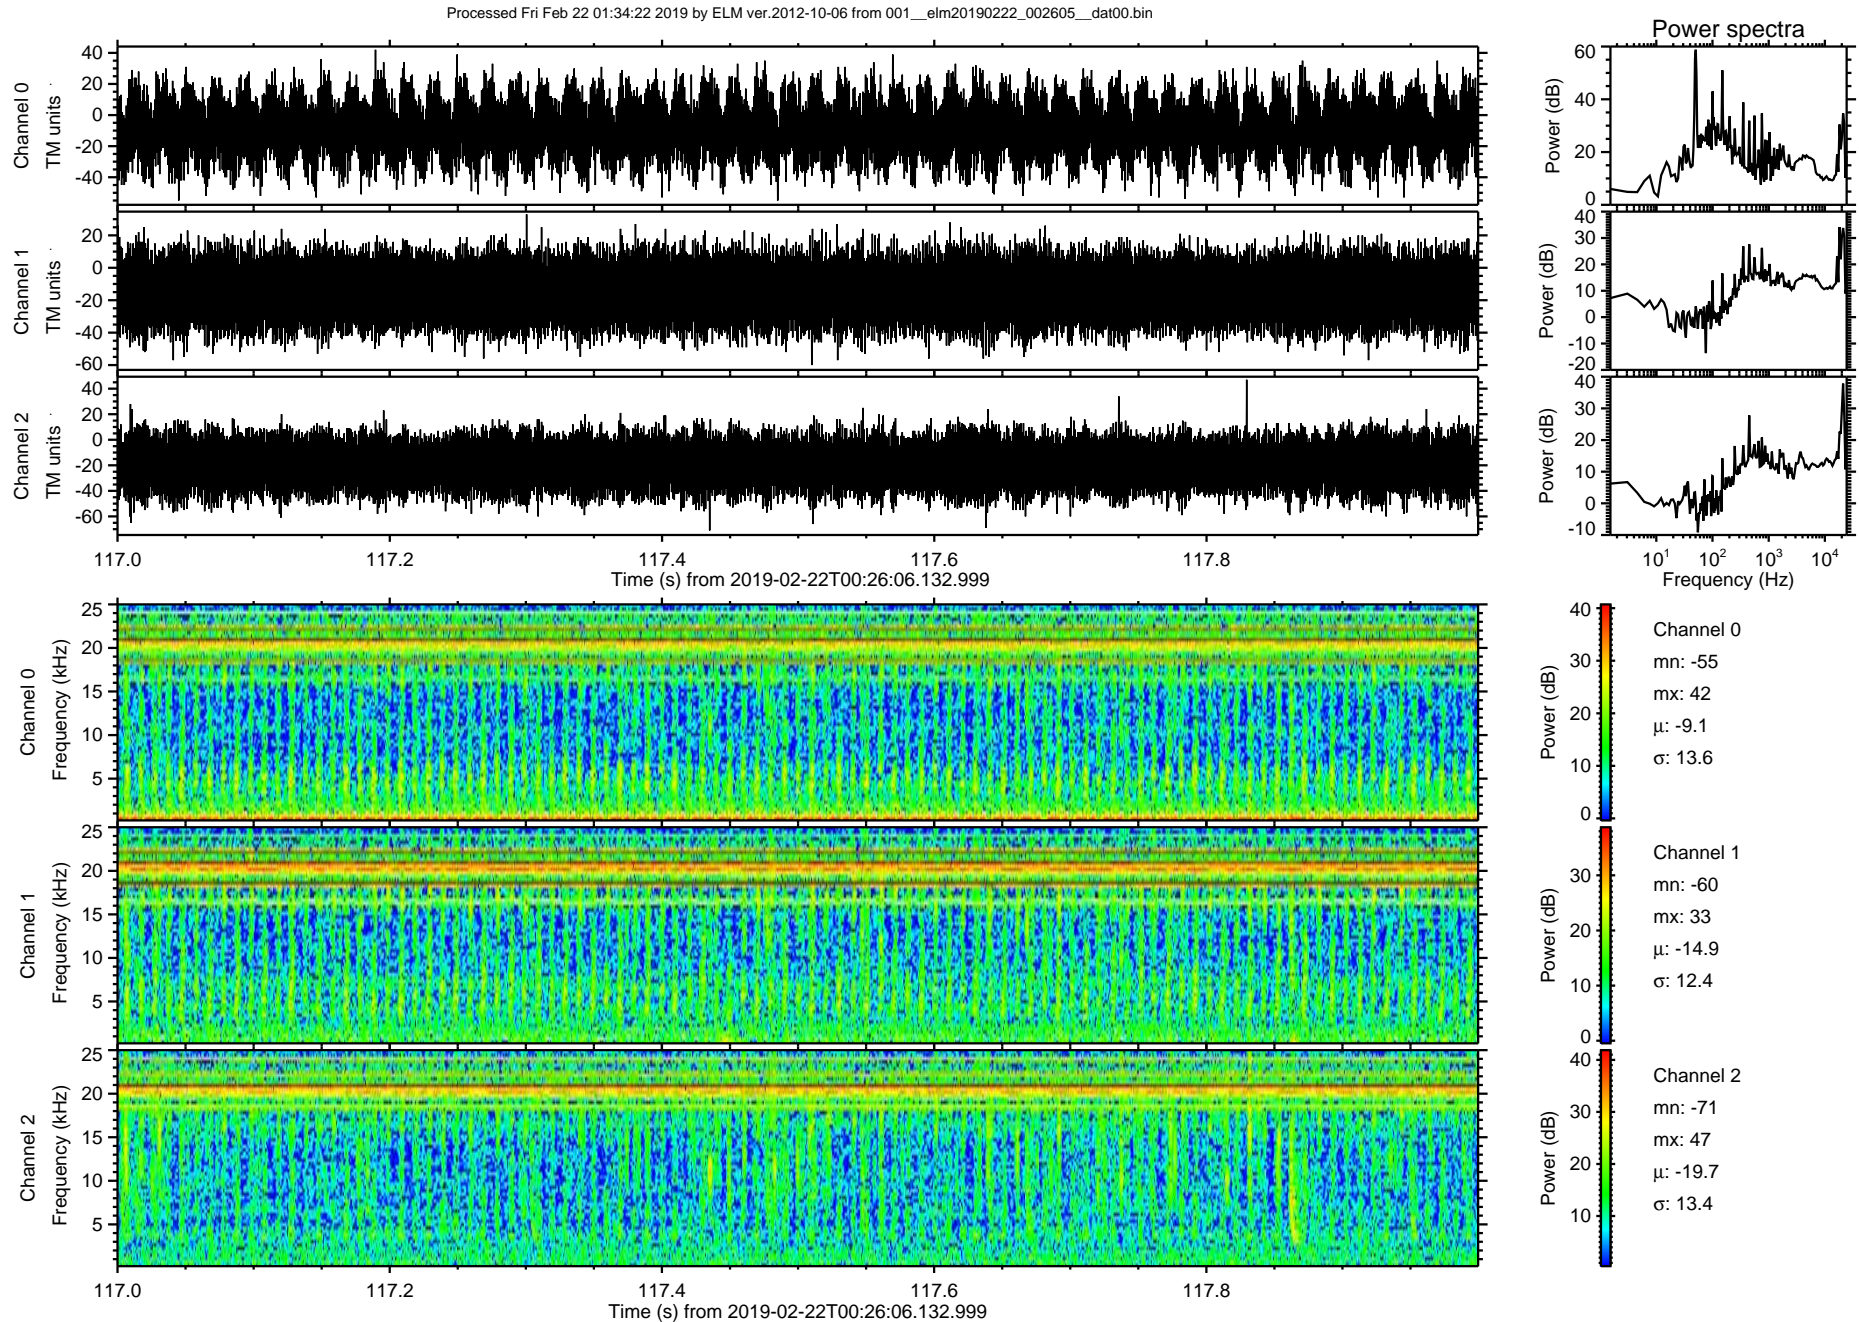 Processed Fri Feb 22 01:34:22 2019 by ELM ver.2012-10-06 from 001__elm20190222_002605__dat00.bin
Power spectra
Channel 0
TM units
40
20
0
-20
-40
Power (dB)
60
40
20
0
Channel 1
TM units
20
0
-20
-40
-60
Power (dB)
40
30
20
10
0
-10
-20
Channel 2
TM units
40
20
0
-20
-40
-60
Power (dB)
40
30
20
10
0
-10
117.0 117.2 117.4 117.6 117.8
Time (s) from 2019-02-22T00:26:06.132.999
10^1 10^2 10^3 10^4
Frequency (Hz)
Channel 0
Frequency (kHz)
25
20
15
10
5
Power (dB)
40
30
20
10
0
Channel 0
mn: -55
mx: 42
µ: -9.1
σ: 13.6
Channel 1
Frequency (kHz)
25
20
15
10
5
Power (dB)
30
20
10
0
Channel 1
mn: -60
mx: 33
µ: -14.9
σ: 12.4
Channel 2
Frequency (kHz)
25
20
15
10
5
Power (dB)
40
30
20
10
Channel 2
mn: -71
mx: 47
µ: -19.7
σ: 13.4
117.0 117.2 117.4 117.6 117.8
Time (s) from 2019-02-22T00:26:06.132.999